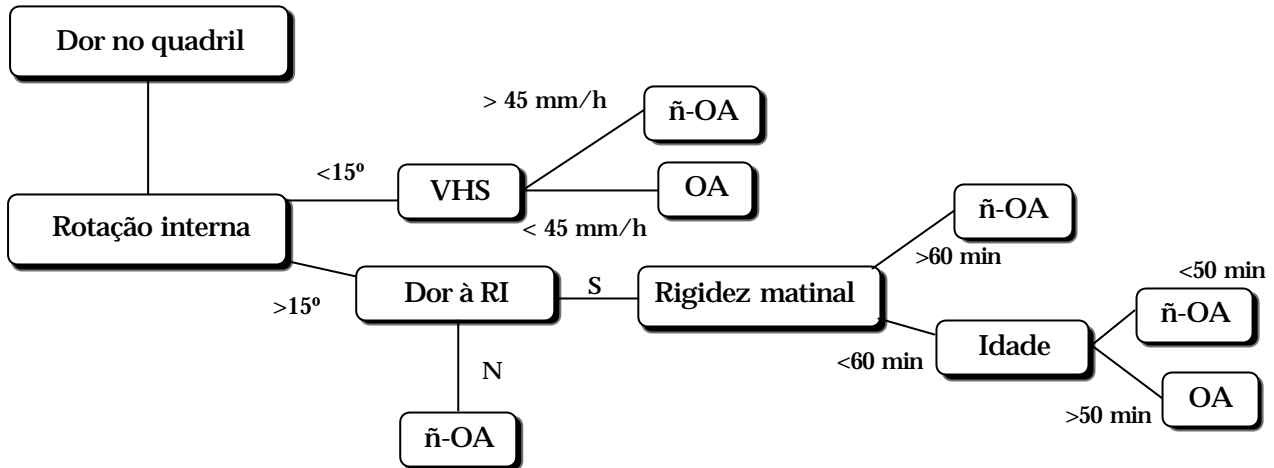 Dor no quadril
> 45 mm/h
ñ-OA
<15º
VHS
OA
< 45 mm/h
Rotação interna
ñ-OA
>60 min
<50 min
>15º
Dor à RI
S
Rigidez matinal
ñ-OA
<60 min
Idade
N
OA
>50 min
ñ-OA